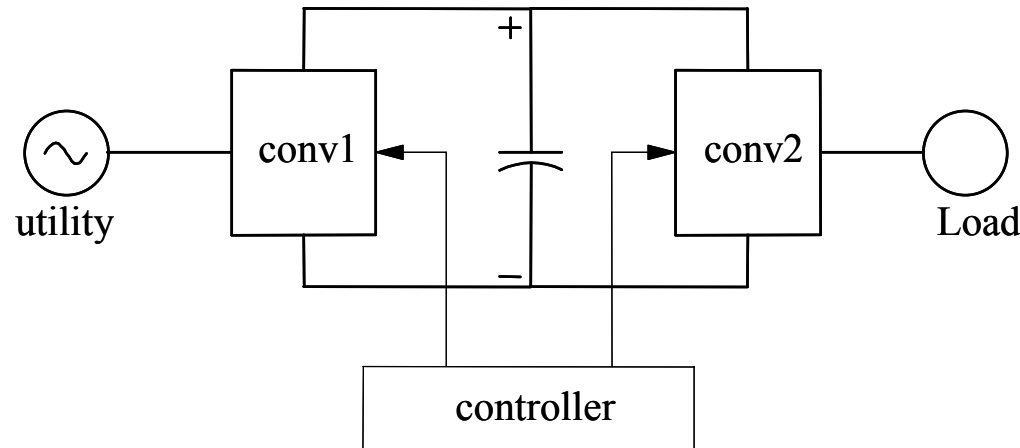 +
conv1
conv2
utility
Load
−
controller